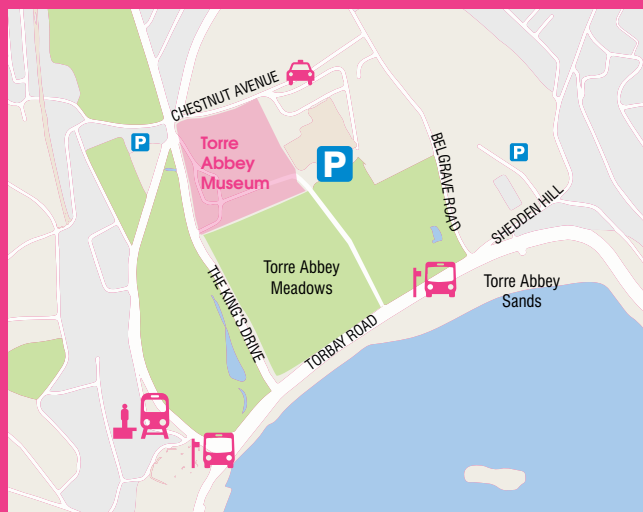 CHESTNUT AVENUE
P
Torre
Abbey
Museum
P
P
BELGRAVE ROAD
SHEDDEN HILL
Torre Abbey
Meadows
THE KING'S DRIVE
TORBAY ROAD
Torre Abbey
Sands